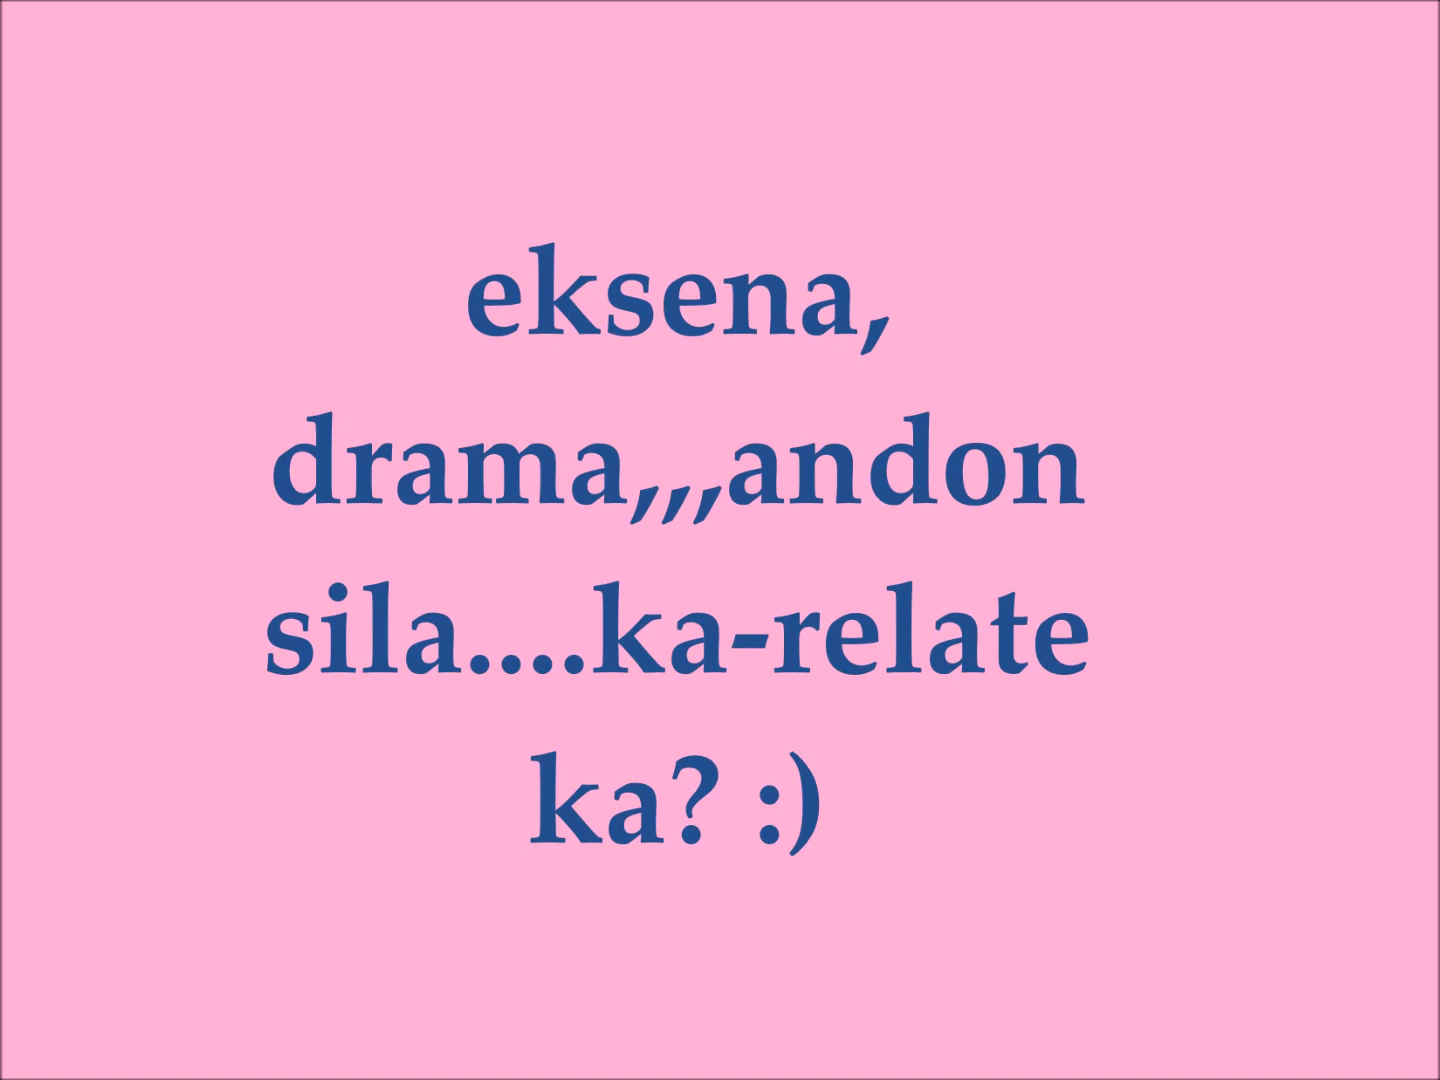 eksena,
drama,,,andon
sila....ka-relate
ka? :)